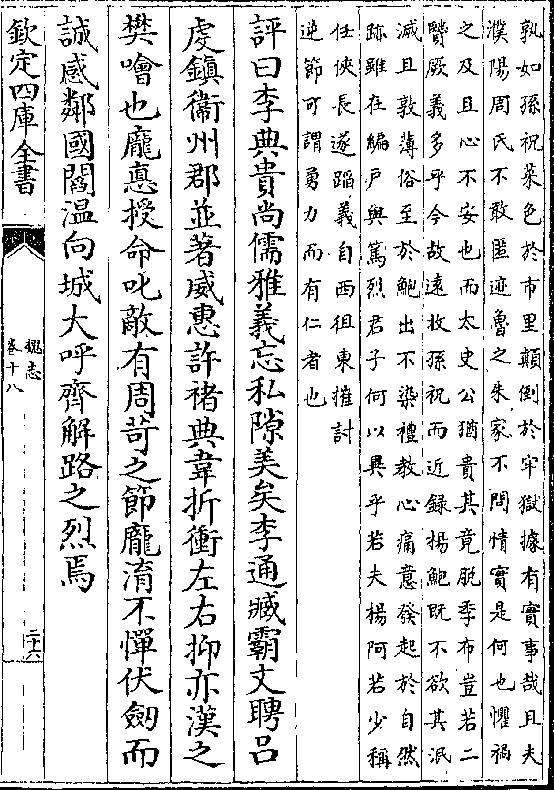 孰如孫祝菜色於市里顛倒於牢獄據有實事哉且夫
濮陽周氏不敢匿迹魯之朱家不問情實是何也懼禍
之及且心不安也而太史公猶貴其竟脫季布豈若二
賢厥義多乎今故遠收孫祝而近録楊鮑既不欲其泯
滅且敦薄俗至於鮑出不染禮教心痛意發起於自然
跡雖在編户與篤烈君子何以異乎若夫楊阿若少稱
任俠長遂蹈義自西徂東摧討
逆節可謂勇力而有仁者也
評曰李典貴尚儒雅義忘私隙美矣李通臧霸文聘吕
虔鎮衞州郡並著威惠許褚典韋折衝左右抑亦漢之
樊噲也龐悳授命叱敵有周苛之節龐淯不憚伏劒而
誠感鄰國閻温向城大呼齊解路之烈焉
欽定四庫全書
魏志
卷十八
二十六